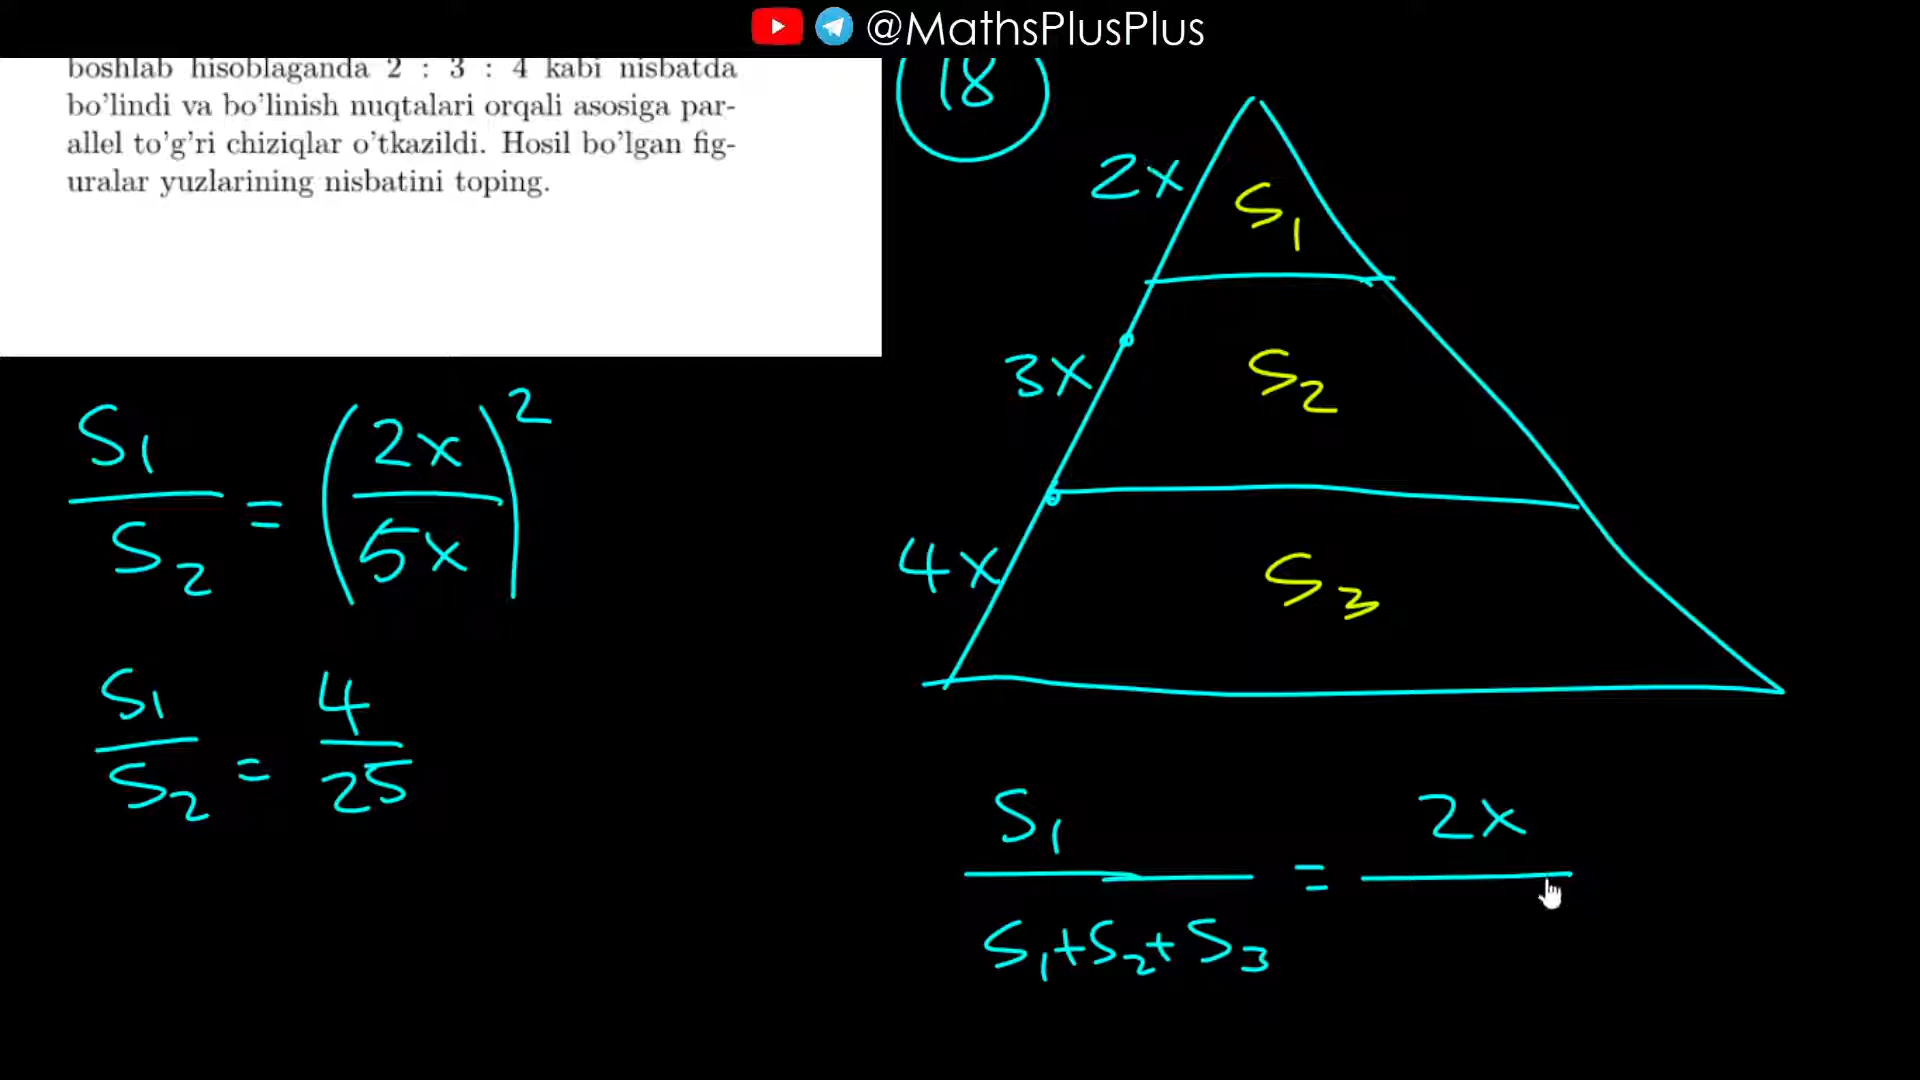 @MathsPlusPlus
boshlab hisoblaganda 2 : 3 : 4 kabi nisbatda
bo'lindi va bo'linish nuqtalari orqali asosiga par-
allel to'g'ri chiziqlar o'tkazildi. Hosil bo'lgan fig-
uralar yuzlarining nisbatini toping.
18
2x
S₁
3x
S₂
4x
S₃
S₁/S₂ = (2x/5x)²
S₁/S₂ = 4/25
S₁/(S₁+S₂+S₃) = 2x/